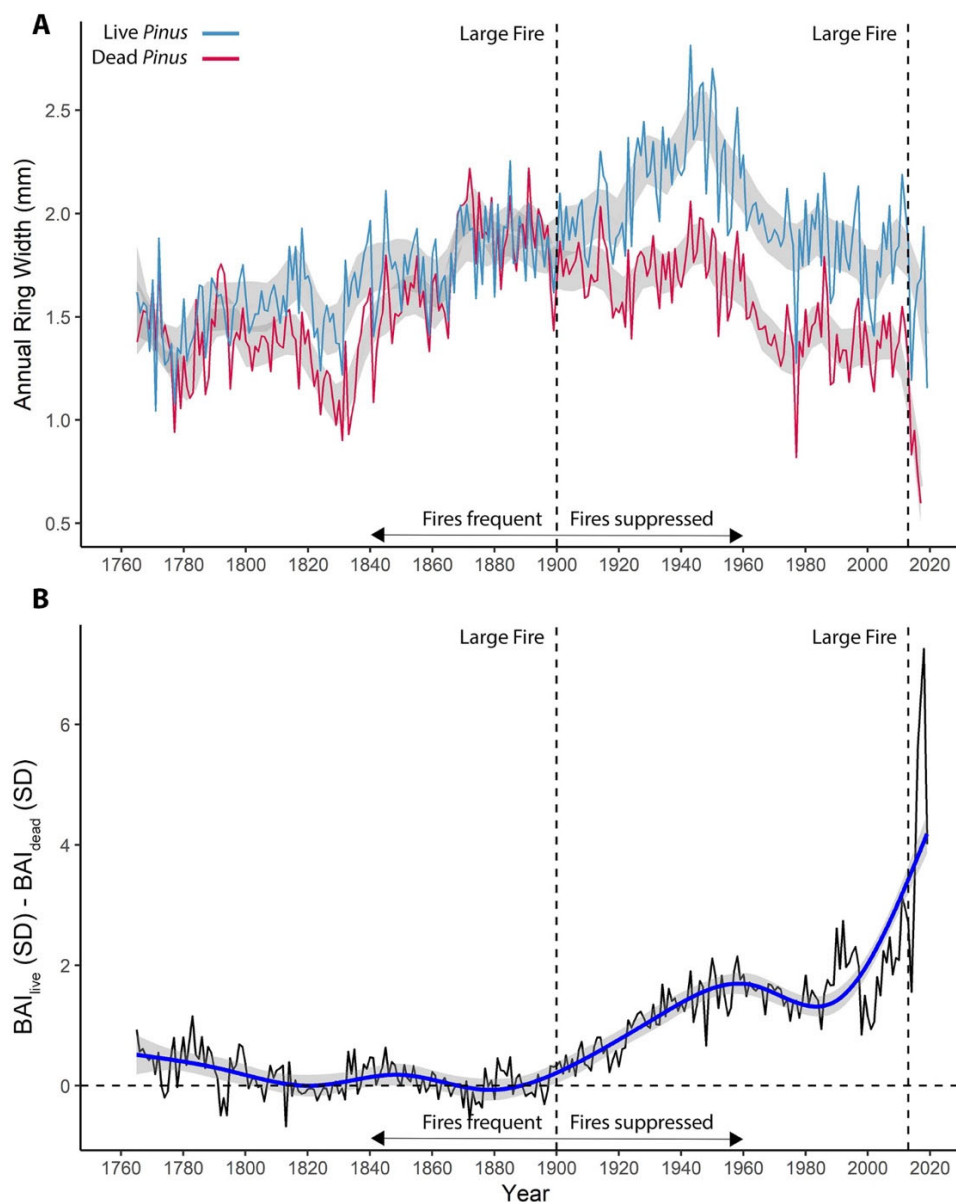 A
Live Pinus
Dead Pinus
Large Fire
Large Fire
Annual Ring Width (mm)
2.5
2.0
1.5
1.0
0.5
Fires frequent
Fires suppressed
1760 1780 1800 1820 1840 1860 1880 1900 1920 1940 1960 1980 2000 2020
B
Large Fire
Large Fire
BAIlive (SD) - BAIdead (SD)
6
4
2
0
Fires frequent
Fires suppressed
1760 1780 1800 1820 1840 1860 1880 1900 1920 1940 1960 1980 2000 2020
Year